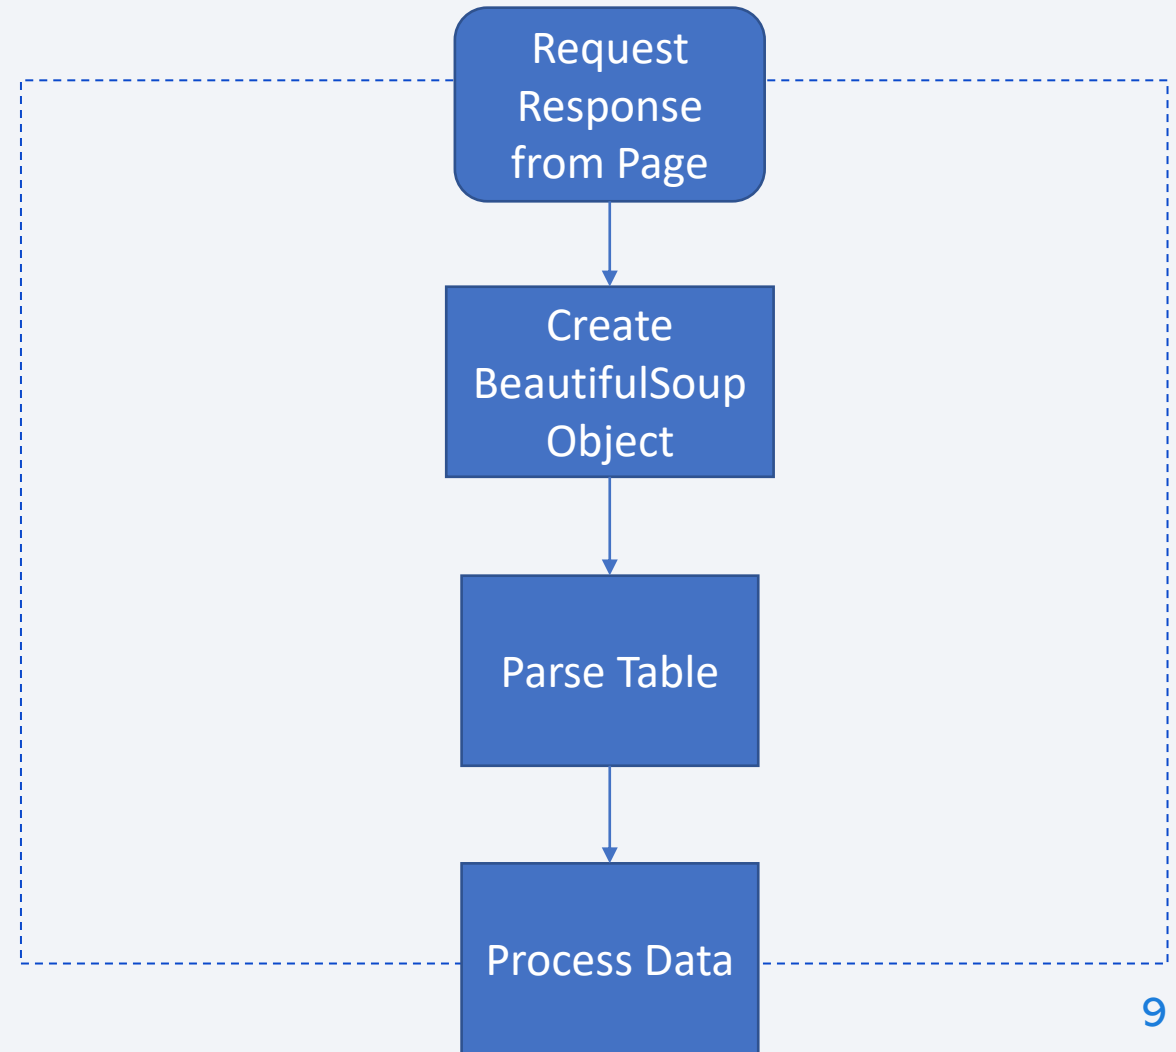 Request
Response
from Page
Create
BeautifulSoup
Object
Parse Table
Process Data
9